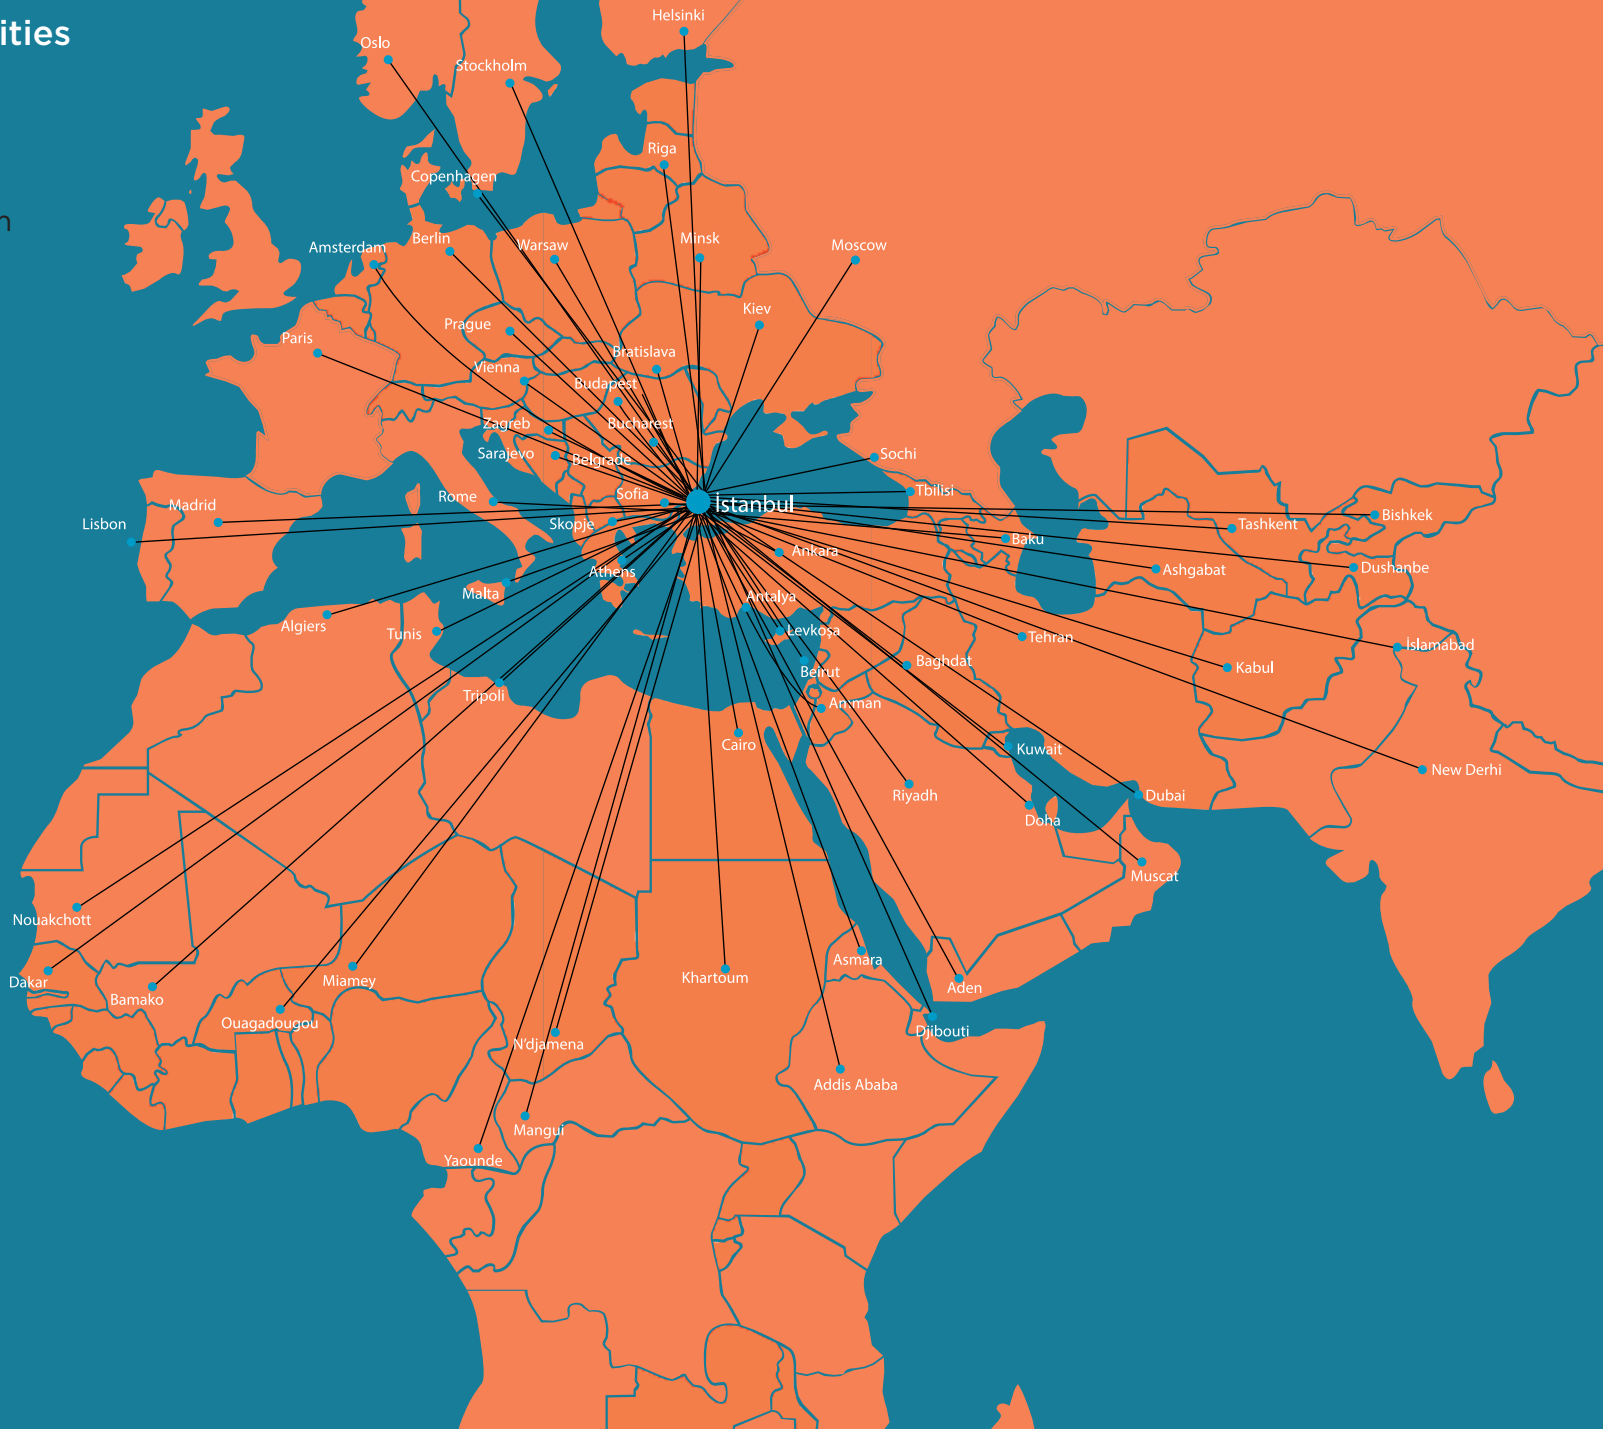 ities
n
Helsinki
Oslo
Stockholm
Riga
Copenhagen
Berlin
Warsaw
Minsk
Moscow
Amsterdam
Kiev
Prague
Paris
Bratislava
Vienna
Budapest
Zagreb
Bucharest
Sarajevo
Belgrade
Sochi
Rome
Sofia
Tbilisi
Madrid
İstanbul
Bishkek
Lisbon
Skopje
Tashkent
Baku
Ankara
Athens
Ashgabat
Dushanbe
Malta
Antalya
Algiers
Tunis
Levkoşa
Tehran
İslamabad
Beirut
Baghdat
Kabul
Tripoli
Amman
Cairo
Kuwait
New Derhi
Riyadh
Dubai
Doha
Muscat
Nouakchott
Dakar
Bamako
Miamey
Khartoum
Asmara
Aden
Ouagadougou
Djibouti
N'djamena
Addis Ababa
Mangui
Yaounde